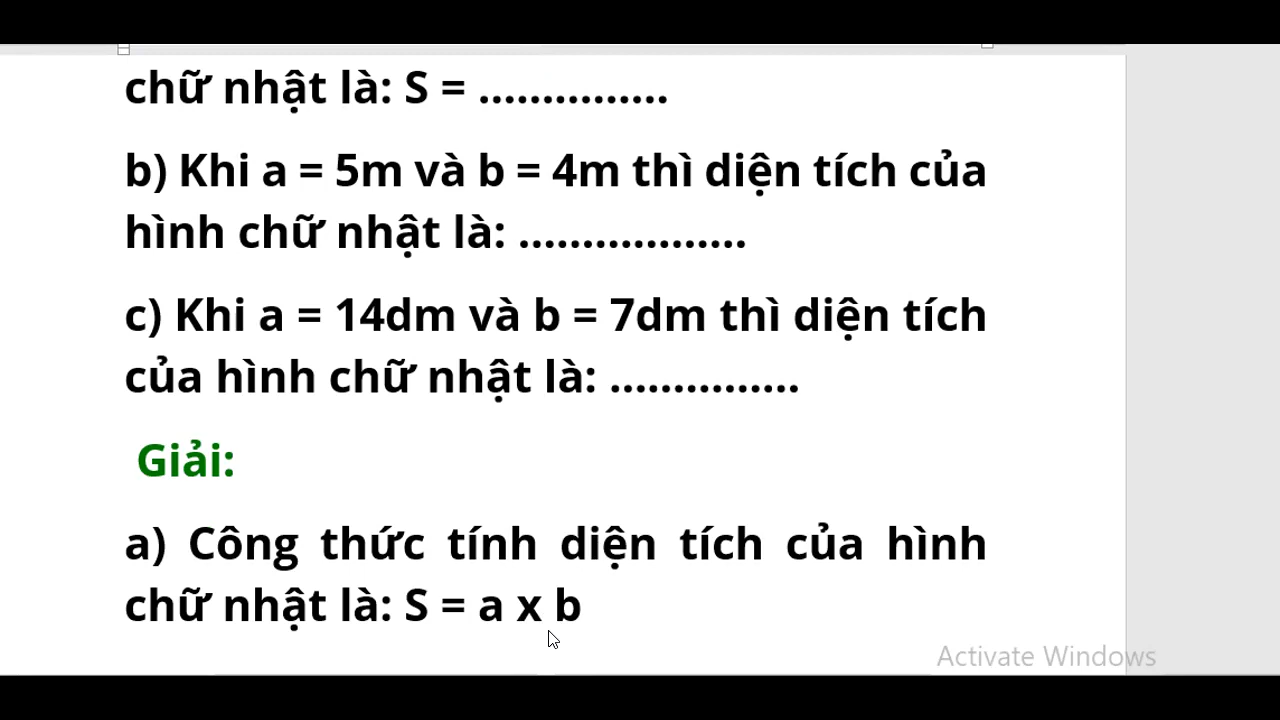 chữ nhật là: S = ...............
b) Khi a = 5m và b = 4m thì diện tích của
hình chữ nhật là: ..................
c) Khi a = 14dm và b = 7dm thì diện tích
của hình chữ nhật là: ...............
Giải:
a) Công thức tính diện tích của hình
chữ nhật là: S = a x b
Activate Windows